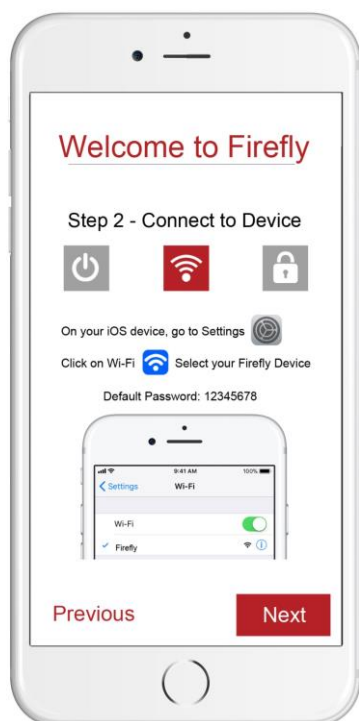 Welcome to Firefly
Step 2 - Connect to Device
On your iOS device, go to Settings
Click on Wi-Fi Select your Firefly Device
Default Password: 12345678
9:41 AM 100%
Settings Wi-Fi
Wi-Fi
Firefly
Previous Next